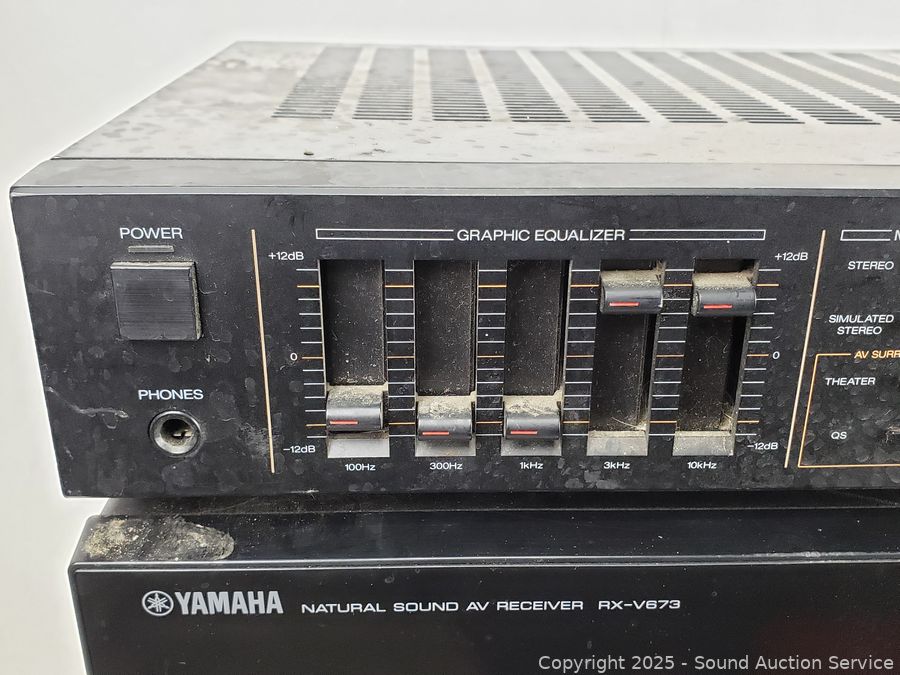 POWER
GRAPHIC EQUALIZER
+12dB
+12dB
STEREO
SIMULATED
STEREO
0
0
AV SURR
THEATER
PHONES
QS
-12dB
-12dB
100Hz
300Hz
1kHz
3kHz
10kHz
YAMAHA NATURAL SOUND AV RECEIVER RX-V673
Copyright 2025 - Sound Auction Service